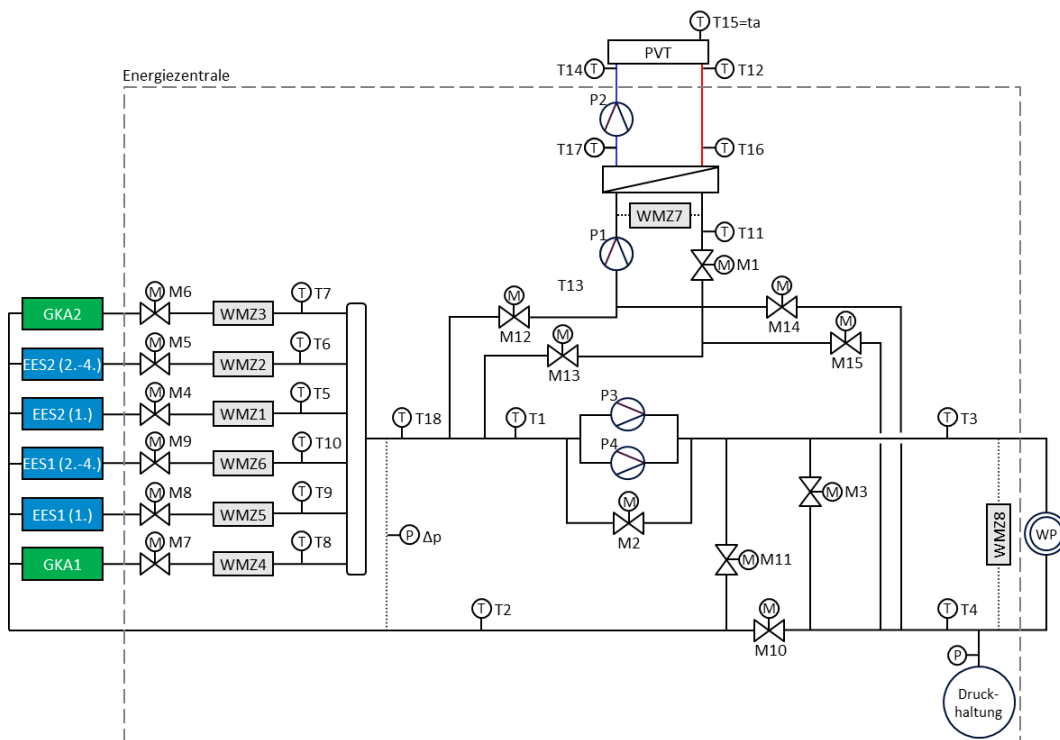 T T15=ta
PVT
T14 T
T T12
Energiezentrale
P2
T17 T
T T16
WMZ7
T T11
P1
M M1
T13
M M6
T T7
GKA2
WMZ3
M
M12
M
M14
M
M15
M
M13
M M5
T T6
EES2 (2.-4.)
WMZ2
M M4
T T5
EES2 (1.)
WMZ1
P3
T T18
T T1
T T3
M M9
T T10
EES1 (2.-4.)
WMZ6
P4
M M8
T T9
EES1 (1.)
WMZ5
M
M2
M M3
WMZ8
WP
P Δp
M M7
T T8
GKA1
WMZ4
M M11
T T2
M
M10
T T4
P
Druck-
haltung